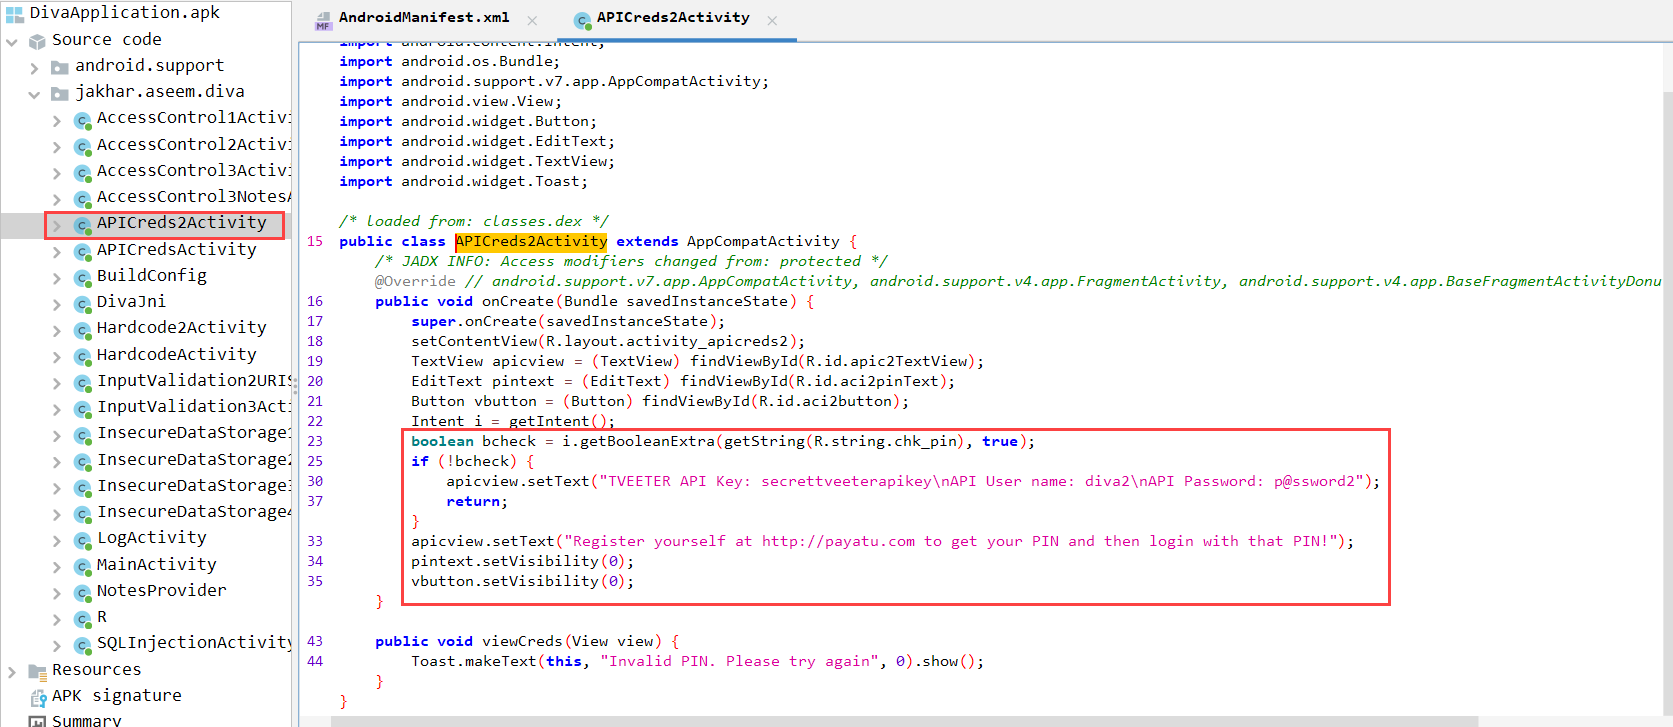 DivaApplication.apk
Source code
android.support
jakhar.aseem.diva
AccessControl1Activi
AccessControl2Activi
AccessControl3Activi
AccessControl3NotesA
APICreds2Activity
APICredsActivity
BuildConfig
DivaJni
Hardcode2Activity
HardcodeActivity
InputValidation2URIS
InputValidation3Acti
InsecureDataStorage1
InsecureDataStorage2
InsecureDataStorage3
InsecureDataStorage4
LogActivity
MainActivity
NotesProvider
R
SQLInjectionActivity
Resources
APK signature
Summary
MF AndroidManifest.xml
C APICreds2Activity
import android.content.Intent;
import android.os.Bundle;
import android.support.v7.app.AppCompatActivity;
import android.view.View;
import android.widget.Button;
import android.widget.EditText;
import android.widget.TextView;
import android.widget.Toast;
/* loaded from: classes.dex */
15 public class APICreds2Activity extends AppCompatActivity {
/* JADX INFO: Access modifiers changed from: protected */
@Override // android.support.v7.app.AppCompatActivity, android.support.v4.app.FragmentActivity, android.support.v4.app.BaseFragmentActivityDonu
16 public void onCreate(Bundle savedInstanceState) {
17 super.onCreate(savedInstanceState);
18 setContentView(R.layout.activity_apicreds2);
19 TextView apicview = (TextView) findViewById(R.id.apic2TextView);
20 EditText pintext = (EditText) findViewById(R.id.aci2pinText);
21 Button vbutton = (Button) findViewById(R.id.aci2button);
22 Intent i = getIntent();
23 boolean bcheck = i.getBooleanExtra(getString(R.string.chk_pin), true);
25 if (!bcheck) {
30 apicview.setText("TVEETER API Key: secrettveeterapikey\nAPI User name: diva2\nAPI Password: p@ssword2");
37 return;
}
33 apicview.setText("Register yourself at http://payatu.com to get your PIN and then login with that PIN!");
34 pintext.setVisibility(0);
35 vbutton.setVisibility(0);
}
43 public void viewCreds(View view) {
44 Toast.makeText(this, "Invalid PIN. Please try again", 0).show();
}
}